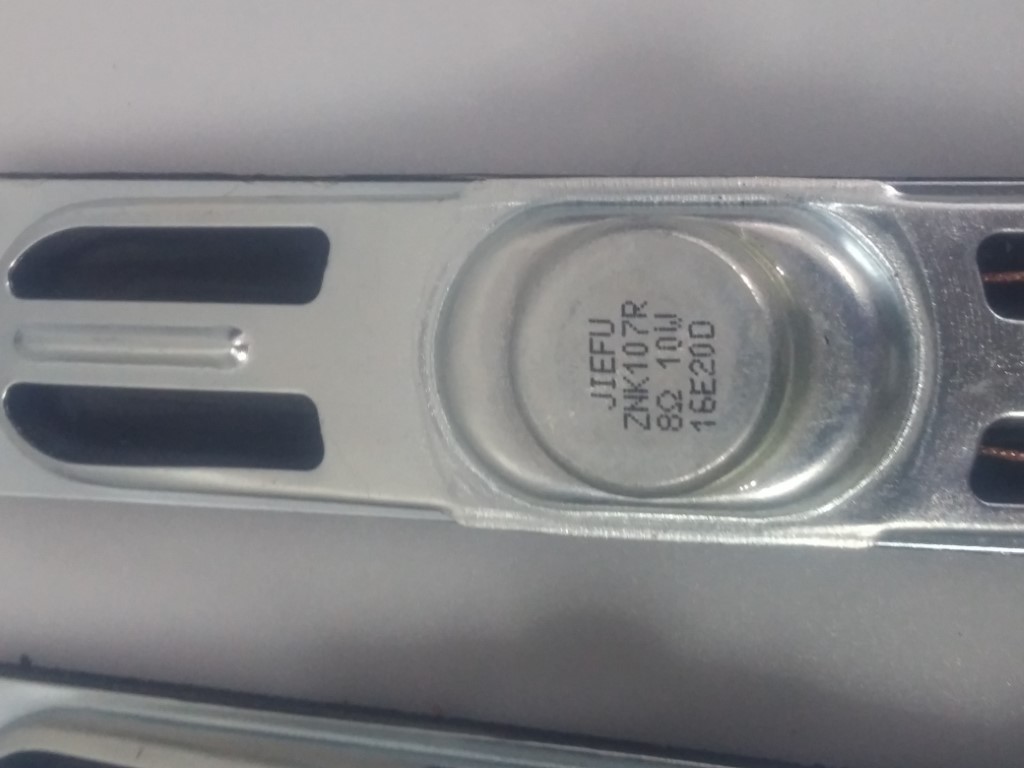 JIEFU
ZNK107R
8Ω 10W
16E20D